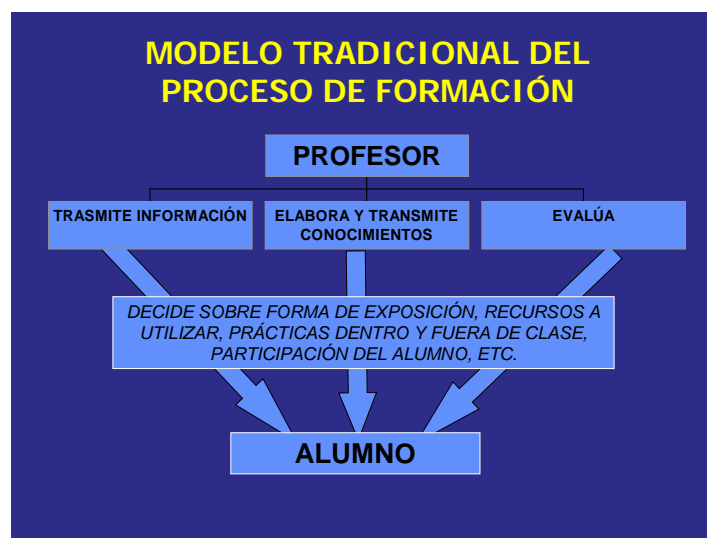 MODELO TRADICIONAL DEL
PROCESO DE FORMACIÓN
PROFESOR
TRASMITE INFORMACIÓN
ELABORA Y TRANSMITE
CONOCIMIENTOS
EVALÚA
DECIDE SOBRE FORMA DE EXPOSICIÓN, RECURSOS A
UTILIZAR, PRÁCTICAS DENTRO Y FUERA DE CLASE,
PARTICIPACIÓN DEL ALUMNO, ETC.
ALUMNO